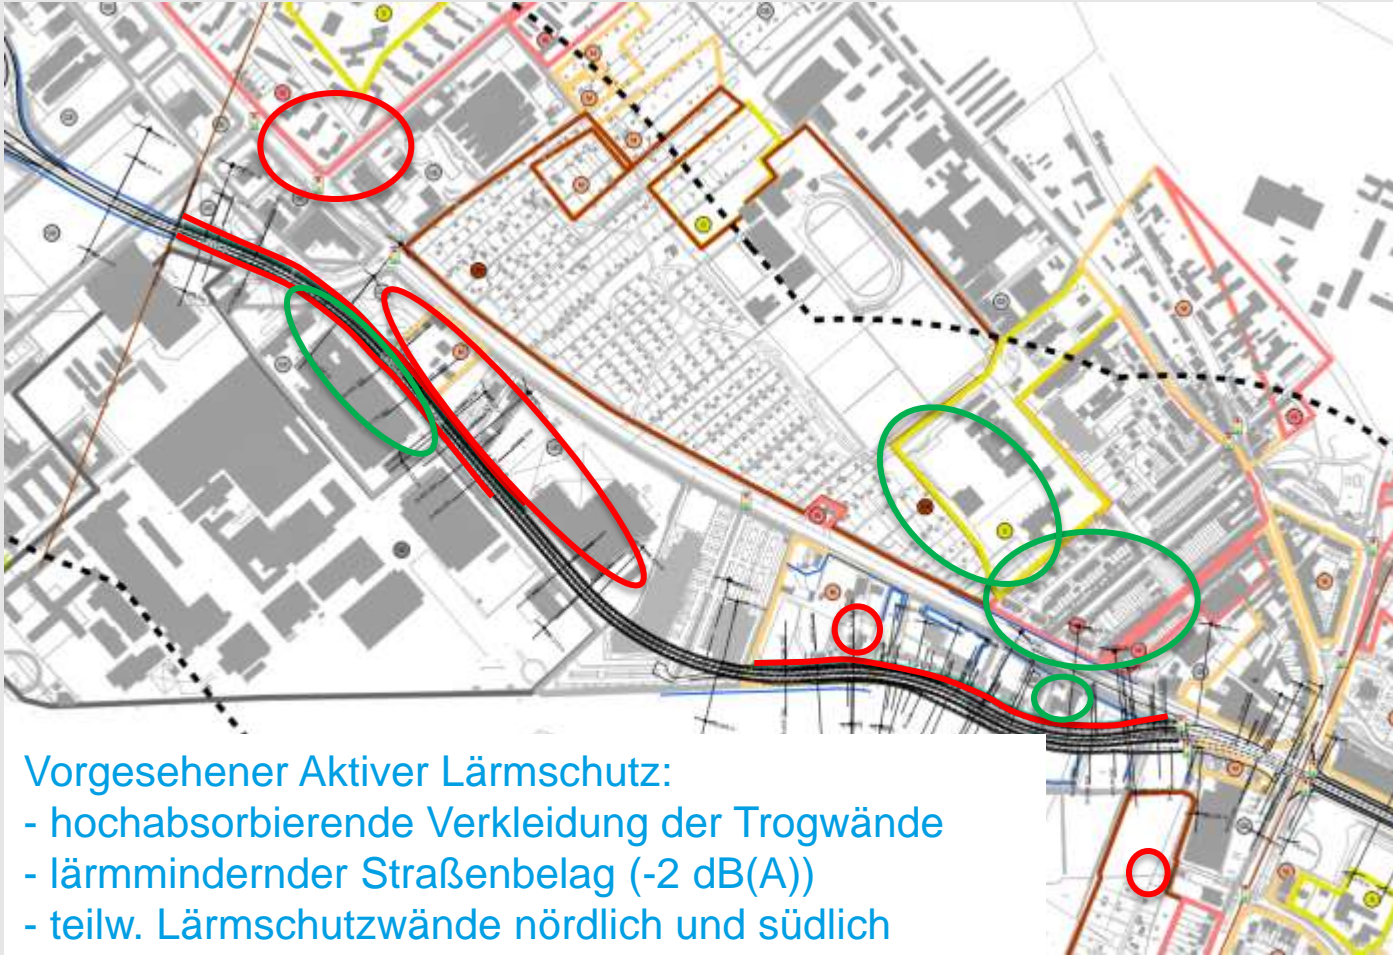 Vorgesehener Aktiver Lärmschutz:
- hochabsorbierende Verkleidung der Trogwände
- lärmmindernder Straßenbelag (-2 dB(A))
- teilw. Lärmschutzwände nördlich und südlich